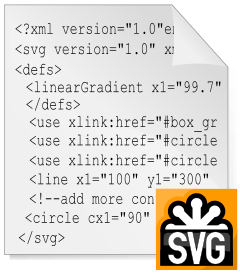 <?xml version="1.0"en
<svg version="1.0" xm
<defs>
<linearGradient x1="99.7"
</defs>
<use xlink:href="#box_gr
<use xlink:href="#circle
<use xlink:href="#circle
<line x1="100" y1="300"
<!--add more con
<circle cx1="90"
</svg>
SVG